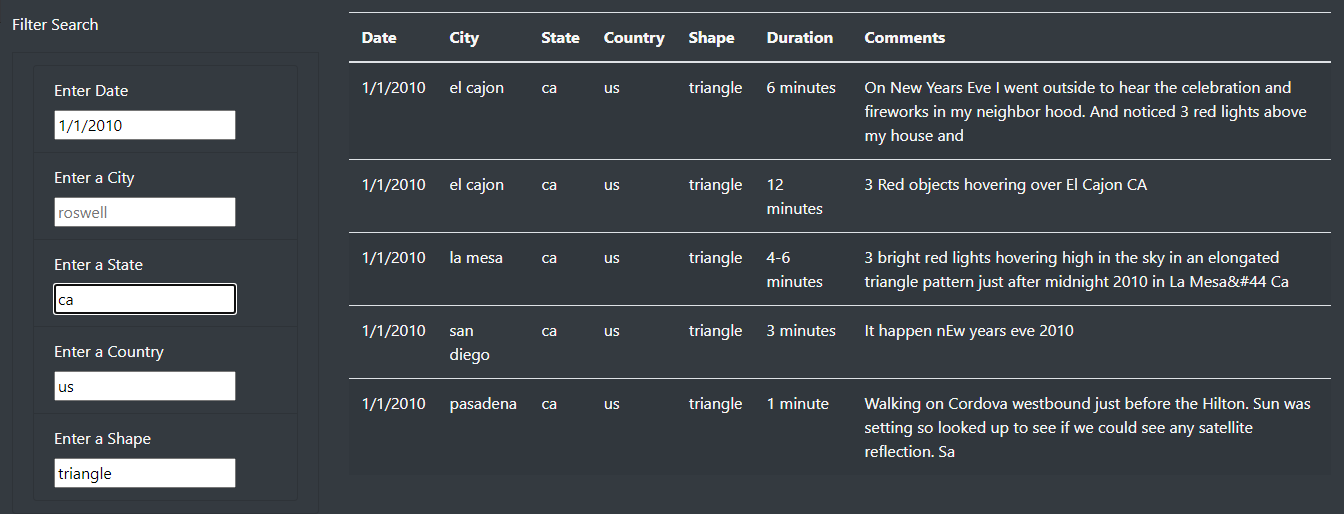 Filter Search
Enter Date
1/1/2010
Enter a City
roswell
Enter a State
ca
Enter a Country
us
Enter a Shape
triangle
Date City State Country Shape Duration Comments
1/1/2010 el cajon ca us triangle 6 minutes On New Years Eve I went outside to hear the celebration and
fireworks in my neighbor hood. And noticed 3 red lights above
my house and
1/1/2010 el cajon ca us triangle 12 3 Red objects hovering over El Cajon CA
minutes
1/1/2010 la mesa ca us triangle 4-6 3 bright red lights hovering high in the sky in an elongated
minutes triangle pattern just after midnight 2010 in La Mesa&#44 Ca
1/1/2010 san ca us triangle 3 minutes It happen nEw years eve 2010
diego
1/1/2010 pasadena ca us triangle 1 minute Walking on Cordova westbound just before the Hilton. Sun was
setting so looked up to see if we could see any satellite
reflection. Sa